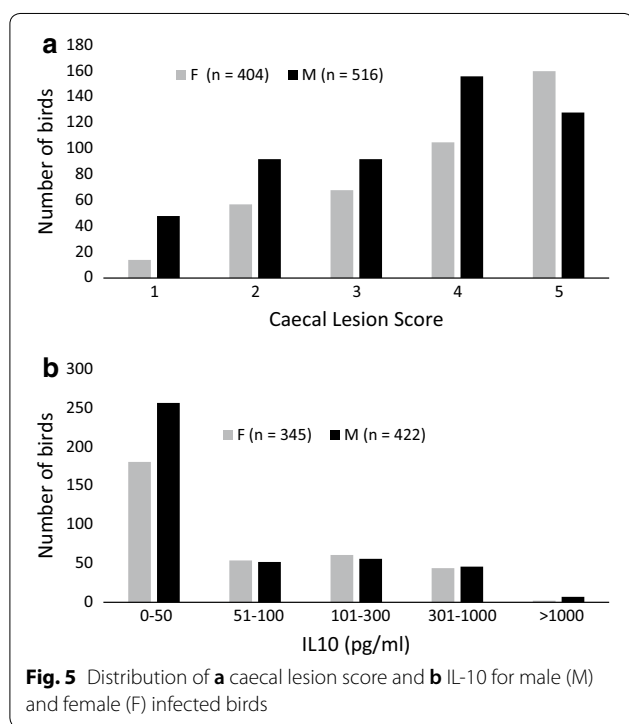 a
180
160
140
120
100
80
60
40
20
0
Number of birds
F (n = 404) M (n = 516)
1 2 3 4 5
Caecal Lesion Score
b
300
250
200
150
100
50
0
Number of birds
F (n = 345) M (n = 422)
0-50 51-100 101-300 301-1000 >1000
IL10 (pg/ml)
Fig. 5 Distribution of a caecal lesion score and b IL-10 for male (M)
and female (F) infected birds